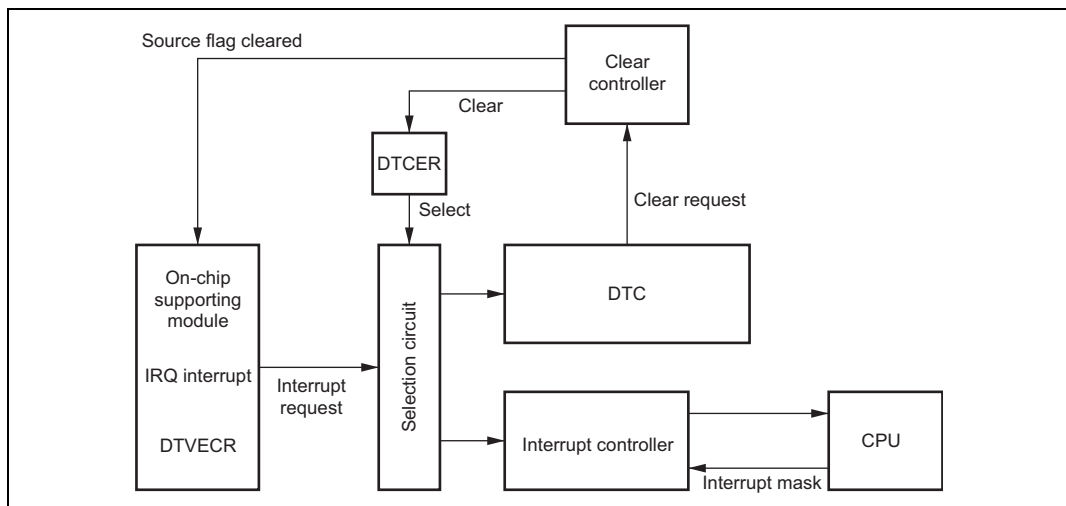 Source flag cleared
Clear
controller
Clear
DTCER
Select
Clear request
On-chip
supporting
module
IRQ interrupt
DTVECR
Interrupt
request
Selection circuit
DTC
Interrupt controller
CPU
Interrupt mask